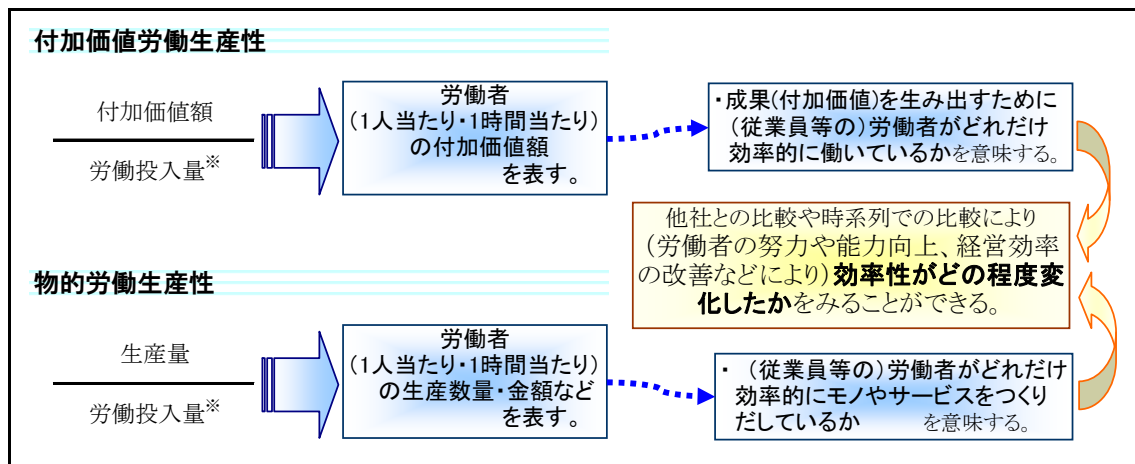 付加価値労働生産性
付加価値額
労働投入量※
労働者
(1人当たり・1時間当たり)
の付加価値額
を表す。
・成果(付加価値)を生み出すために
(従業員等の)労働者がどれだけ
効率的に働いているかを意味する。
他社との比較や時系列での比較により
(労働者の努力や能力向上、経営効率
の改善などにより)効率性がどの程度変
化したかをみることができる。
物的労働生産性
生産量
労働投入量※
労働者
(1人当たり・1時間当たり)
の生産数量・金額など
を表す。
・ (従業員等の)労働者がどれだけ
効率的にモノやサービスをつくり
だしているか を意味する。